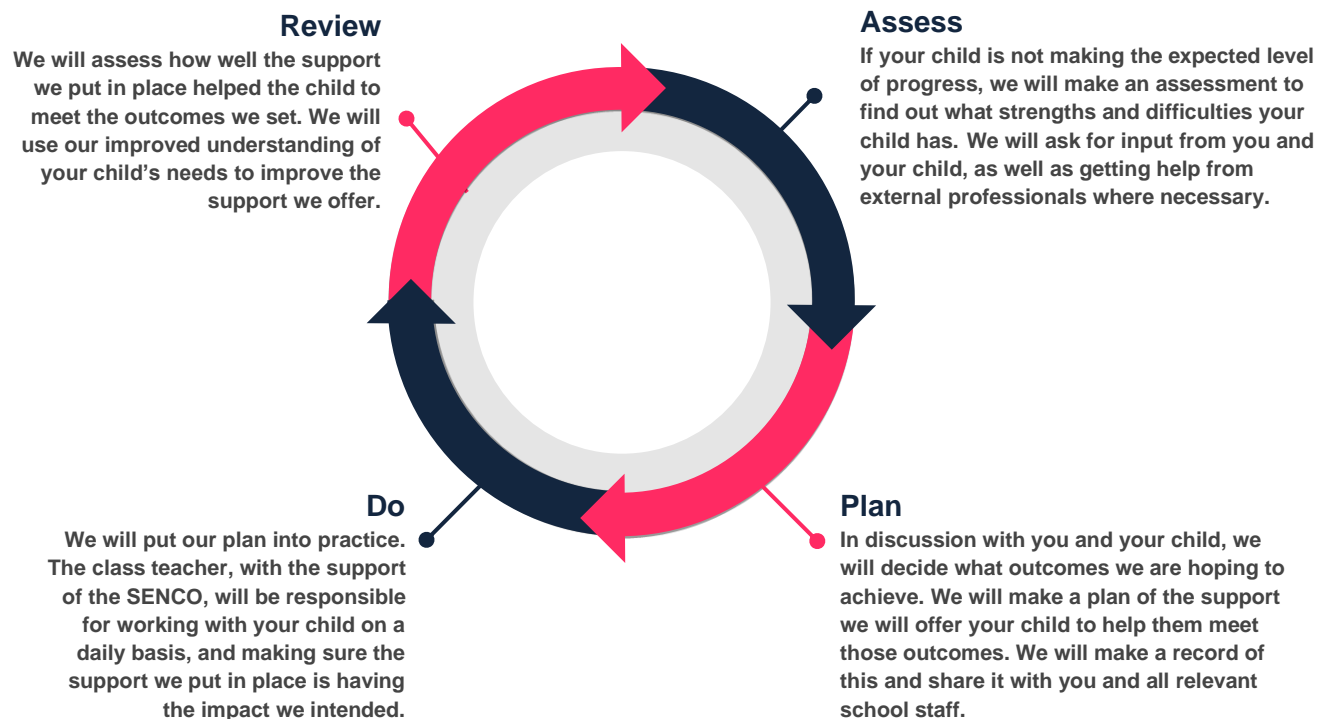 Review
We will assess how well the support
we put in place helped the child to
meet the outcomes we set. We will
use our improved understanding of
your child’s needs to improve the
support we offer.
Assess
If your child is not making the expected level
of progress, we will make an assessment to
find out what strengths and difficulties your
child has. We will ask for input from you and
your child, as well as getting help from
external professionals where necessary.
Do
We will put our plan into practice.
The class teacher, with the support
of the SENCO, will be responsible
for working with your child on a
daily basis, and making sure the
support we put in place is having
the impact we intended.
Plan
In discussion with you and your child, we
will decide what outcomes we are hoping to
achieve. We will make a plan of the support
we will offer your child to help them meet
those outcomes. We will make a record of
this and share it with you and all relevant
school staff.